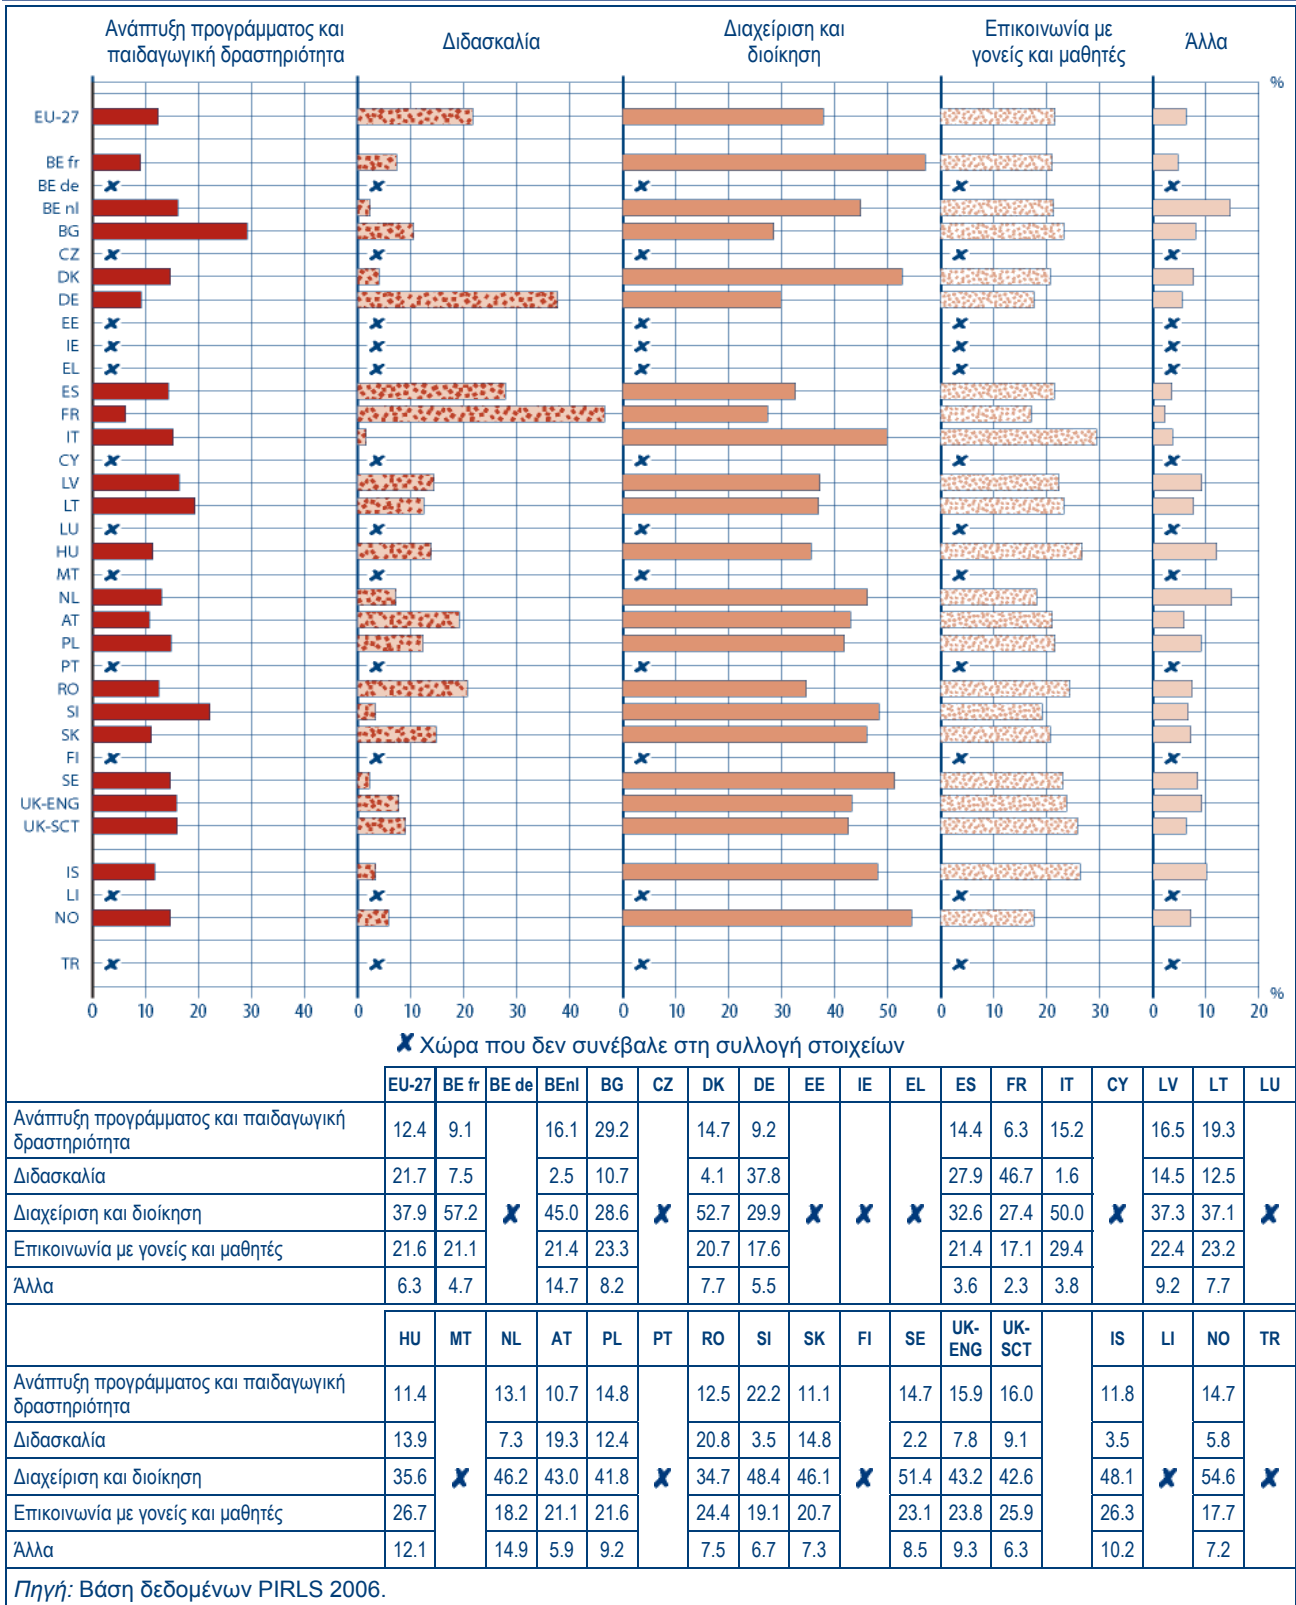 Ανάπτυξη προγράμματος και
παιδαγωγική δραστηριότητα
Διδασκαλία
Διαχείριση και
διοίκηση
Επικοινωνία με
γονείς και μαθητές
Άλλα
%
EU-27
BE fr
BE de
BE nl
BG
CZ
DK
DE
EE
IE
EL
ES
FR
IT
CY
LV
LT
LU
HU
MT
NL
AT
PL
PT
RO
SI
SK
FI
SE
UK-ENG
UK-SCT
IS
LI
NO
TR
%
0 10 20 30 40 0 10 20 30 40 0 10 20 30 40 50 0 10 20 30 0 10 20
✘ Χώρα που δεν συνέβαλε στη συλλογή στοιχείων
EU-27 BE fr BE de BEnl BG CZ DK DE EE IE EL ES FR IT CY LV LT LU
Ανάπτυξη προγράμματος και παιδαγωγική
δραστηριότητα
12.4 9.1 16.1 29.2 14.7 9.2 14.4 6.3 15.2 16.5 19.3
Διδασκαλία 21.7 7.5 2.5 10.7 4.1 37.8 27.9 46.7 1.6 14.5 12.5
Διαχείριση και διοίκηση 37.9 57.2 ✘ 45.0 28.6 ✘ 52.7 29.9 ✘ ✘ ✘ 32.6 27.4 50.0 ✘ 37.3 37.1 ✘
Επικοινωνία με γονείς και μαθητές 21.6 21.1 21.4 23.3 20.7 17.6 21.4 17.1 29.4 22.4 23.2
Άλλα 6.3 4.7 14.7 8.2 7.7 5.5 3.6 2.3 3.8 9.2 7.7
HU MT NL AT PL PT RO SI SK FI SE UK-ENG UK-SCT IS LI NO TR
Ανάπτυξη προγράμματος και παιδαγωγική
δραστηριότητα
11.4 13.1 10.7 14.8 12.5 22.2 11.1 14.7 15.9 16.0 11.8 14.7
Διδασκαλία 13.9 7.3 19.3 12.4 20.8 3.5 14.8 2.2 7.8 9.1 3.5 5.8
Διαχείριση και διοίκηση 35.6 ✘ 46.2 43.0 41.8 ✘ 34.7 48.4 46.1 ✘ 51.4 43.2 42.6 48.1 ✘ 54.6 ✘
Επικοινωνία με γονείς και μαθητές 26.7 18.2 21.1 21.6 24.4 19.1 20.7 23.1 23.8 25.9 26.3 17.7
Άλλα 12.1 14.9 5.9 9.2 7.5 6.7 7.3 8.5 9.3 6.3 10.2 7.2
Πηγή: Βάση δεδομένων PIRLS 2006.